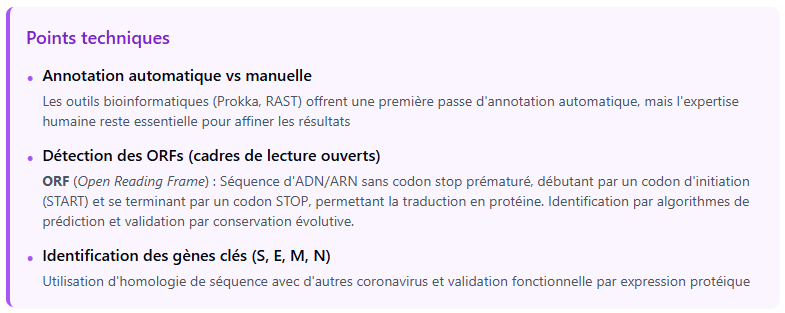 Points techniques
• Annotation automatique vs manuelle
Les outils bioinformatiques (Prokka, RAST) offrent une première passe d'annotation automatique, mais l'expertise
humaine reste essentielle pour affiner les résultats
• Détection des ORFs (cadres de lecture ouverts)
ORF (Open Reading Frame) : Séquence d'ADN/ARN sans codon stop prématuré, débutant par un codon d'initiation
(START) et se terminant par un codon STOP, permettant la traduction en protéine. Identification par algorithmes de
prédiction et validation par conservation évolutive.
• Identification des gènes clés (S, E, M, N)
Utilisation d'homologie de séquence avec d'autres coronavirus et validation fonctionnelle par expression protéique